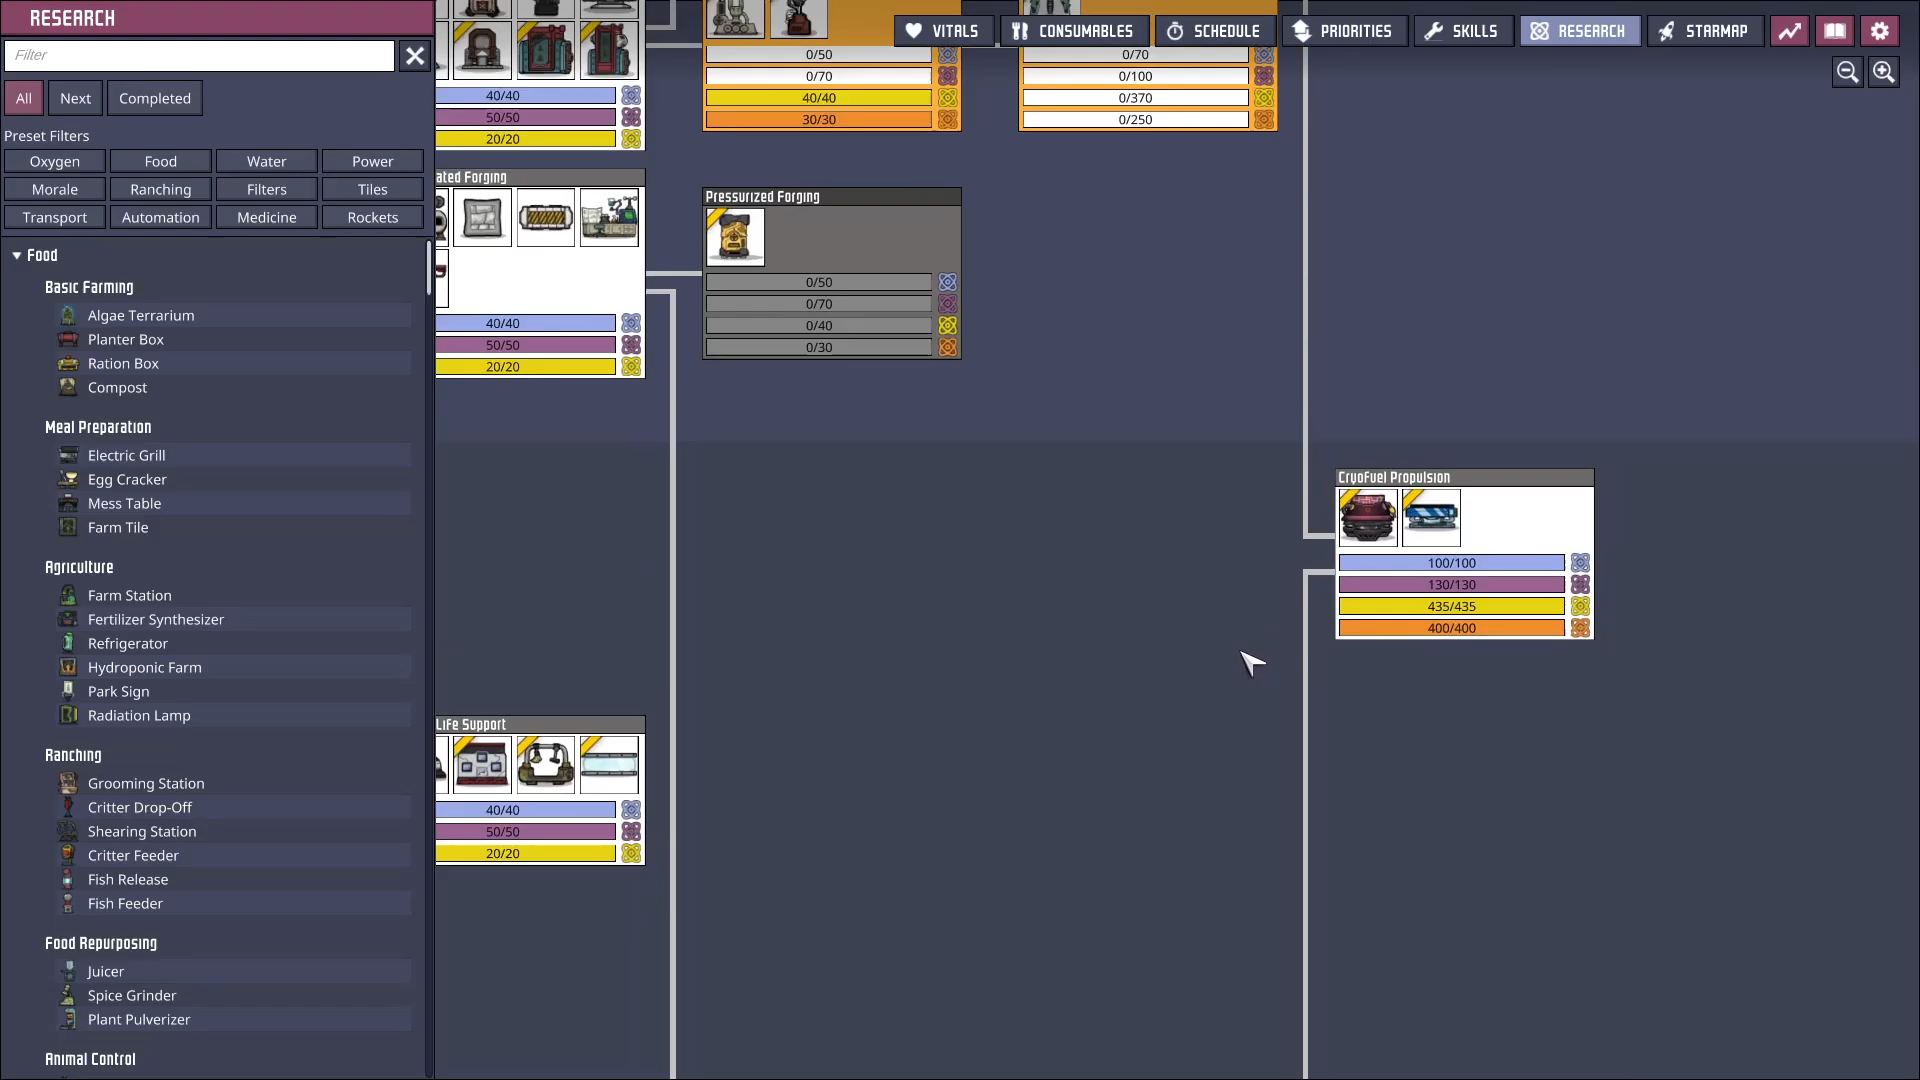 RESEARCH
VITALS
CONSUMABLES
SCHEDULE
PRIORITIES
SKILLS
RESEARCH
STARMAP
Filter
All
Next
Completed
Preset Filters
Oxygen
Food
Water
Power
Morale
Ranching
Filters
Tiles
Transport
Automation
Medicine
Rockets
Food
Basic Farming
Algae Terrarium
Planter Box
Ration Box
Compost
Meal Preparation
Electric Grill
Egg Cracker
Mess Table
Farm Tile
Agriculture
Farm Station
Fertilizer Synthesizer
Refrigerator
Hydroponic Farm
Park Sign
Radiation Lamp
Ranching
Grooming Station
Critter Drop-Off
Shearing Station
Critter Feeder
Fish Release
Fish Feeder
Food Repurposing
Juicer
Spice Grinder
Plant Pulverizer
Animal Control
40/40
50/50
20/20
0/50
0/70
40/40
30/30
0/70
0/100
0/370
0/250
ated Forging
40/40
50/50
20/20
Pressurized Forging
0/50
0/70
0/40
0/30
CryoFuel Propulsion
100/100
130/130
435/435
400/400
Life Support
40/40
50/50
20/20